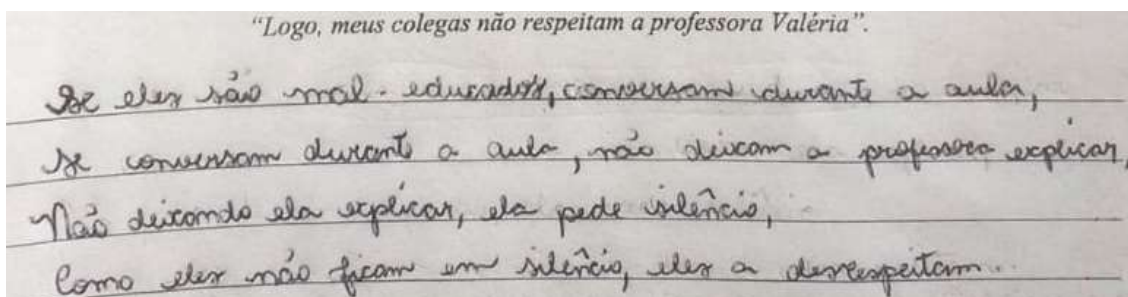 “Logo, meus colegas não respeitam a professora Valéria”.
Se eles são mal-educados, conversam durante a aula,
se conversam durante a aula, não deixam a professora explicar,
Não deixando ela explicar, ela pede silêncio,
Como eles não ficam em silêncio, eles a desrespeitam.